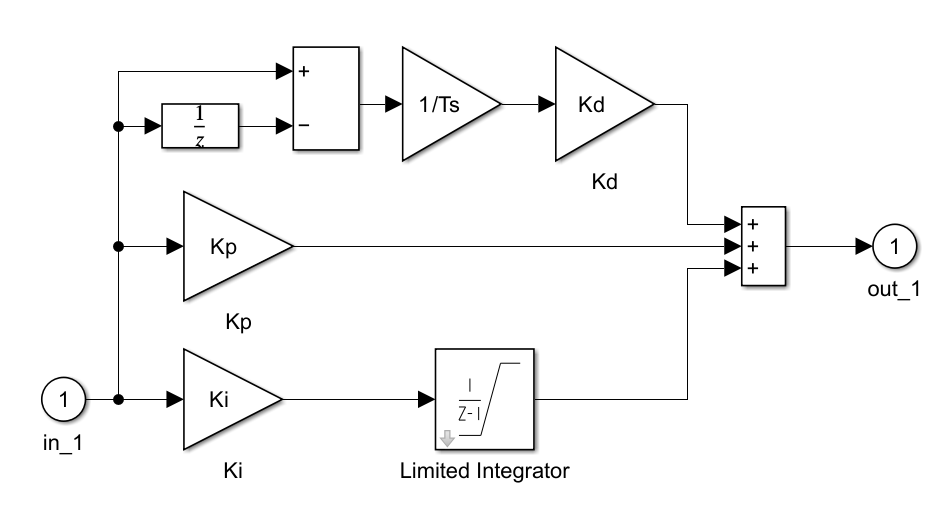 +
1
z
−
1/Ts
Kd
Kd
Kp
Kp
+
+
+
1
out_1
1
in_1
Ki
Ki
1
Z-1
Limited Integrator